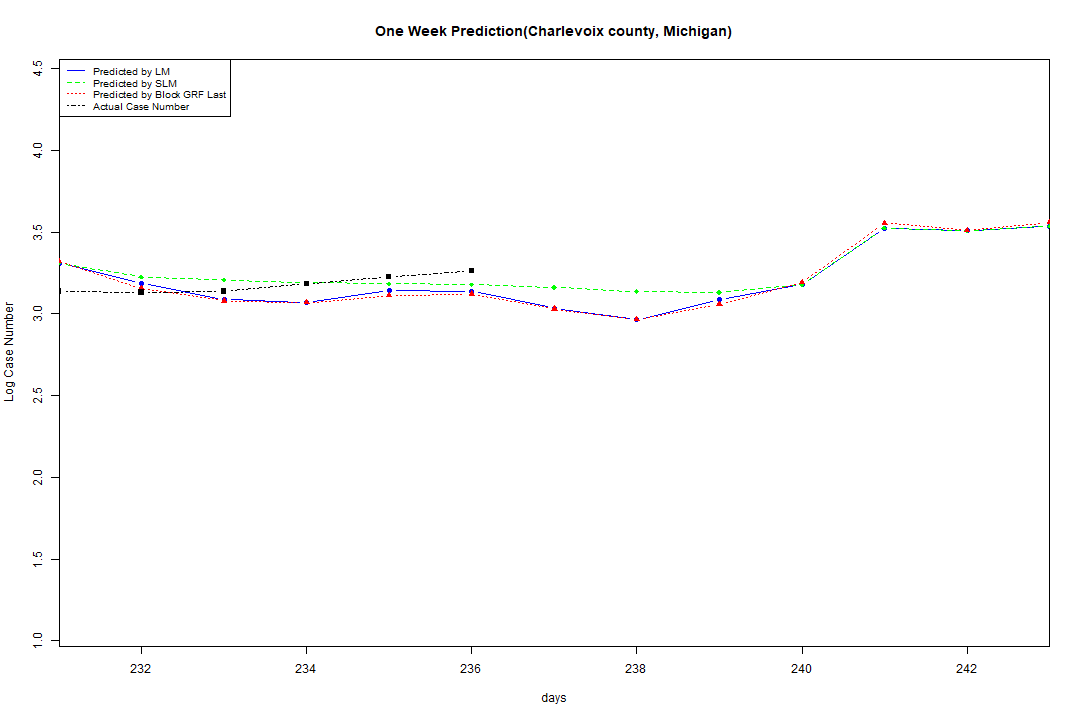 One Week Prediction(Charlevoix county, Michigan)
Predicted by LM
Predicted by SLM
Predicted by Block GRF Last
Actual Case Number
Log Case Number
4.5
4.0
3.5
3.0
2.5
2.0
1.5
1.0
232 234 236 238 240 242
days